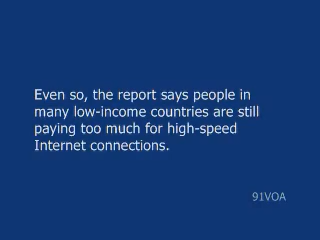 Even so, the report says people in
many low-income countries are still
paying too much for high-speed
Internet connections.
91VOA